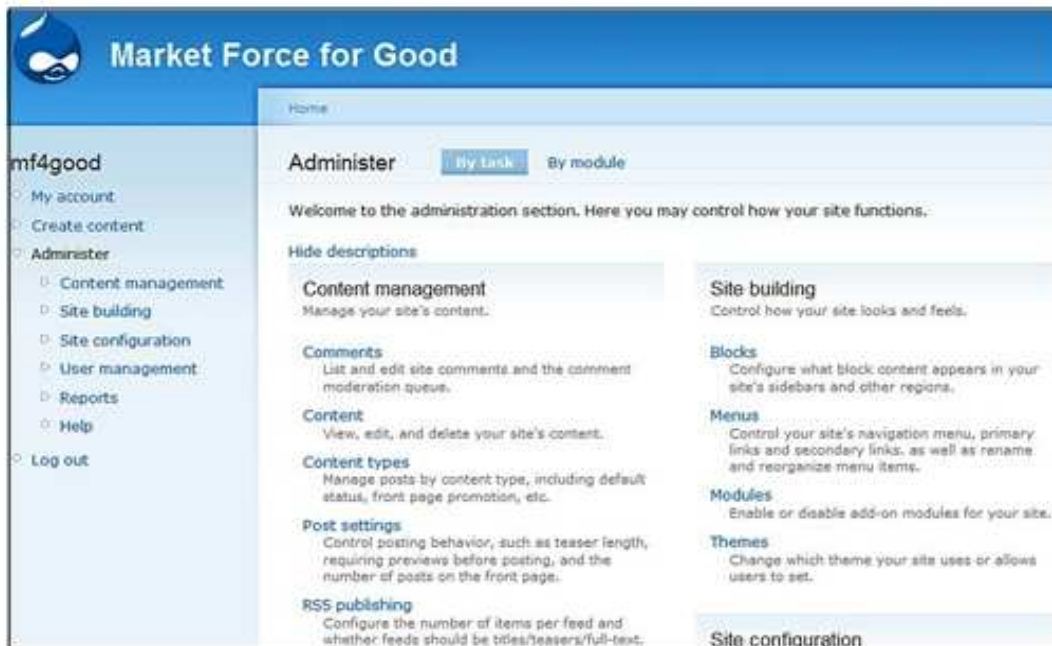 Market Force for Good
Home
mf4good
My account
Create content
Administer
Content management
Site building
Site configuration
User management
Reports
Help
Log out
Administer
By task
By module
Welcome to the administration section. Here you may control how your site functions.
Hide descriptions
Content management
Manage your site's content.
Comments
List and edit site comments and the comment
moderation queue.
Content
View, edit, and delete your site's content.
Content types
Manage posts by content type, including default
status, front page promotion, etc.
Post settings
Control posting behavior, such as teaser length,
requiring previews before posting, and the
number of posts on the front page.
RSS publishing
Configure the number of items per feed and
whether feeds should be titles/teasers/full-text.
Site building
Control how your site looks and feels.
Blocks
Configure what block content appears in your
site's sidebars and other regions.
Menus
Control your site's navigation menu, primary
links and secondary links. as well as rename
and reorganize menu items.
Modules
Enable or disable add-on modules for your site.
Themes
Change which theme your site uses or allows
users to set.
Site configuration